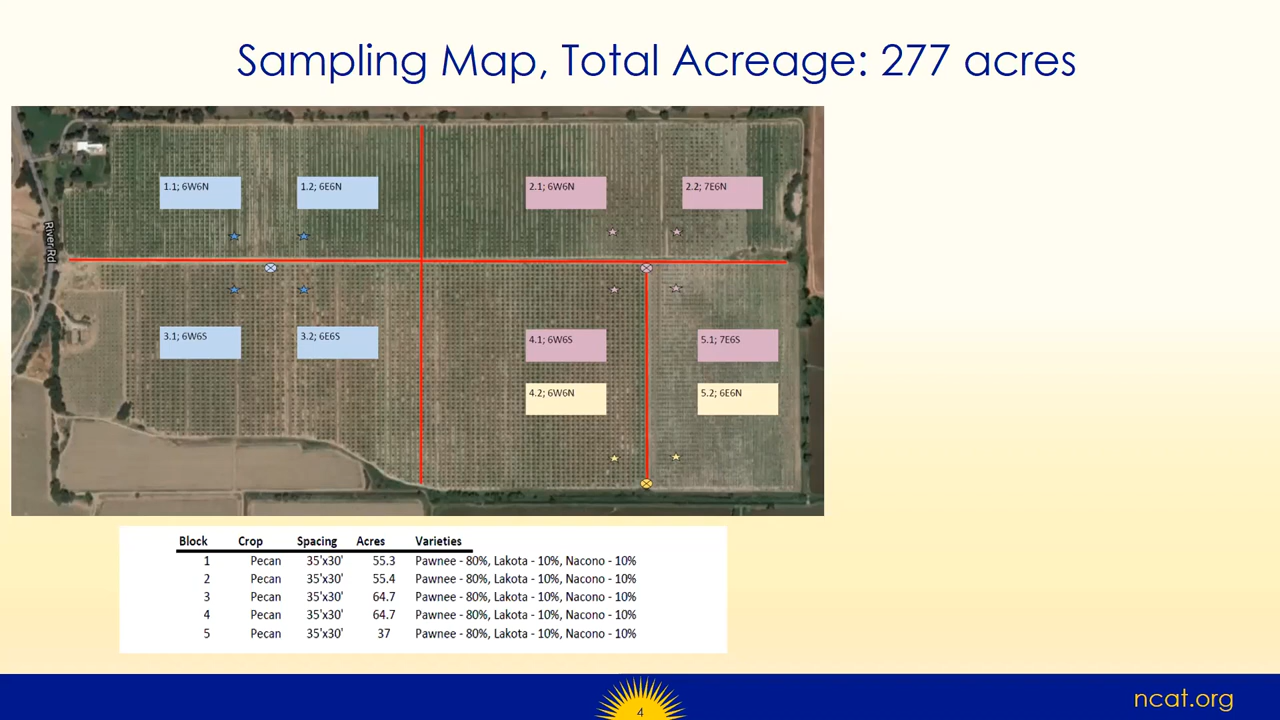 Sampling Map, Total Acreage: 277 acres
River Rd
1.1; 6W6N
1.2; 6E6N
2.1; 6W6N
2.2; 7E6N
3.1; 6W6S
3.2; 6E6S
4.1; 6W6S
5.1; 7E6S
4.2; 6W6N
5.2; 6E6N
Block Crop Spacing Acres Varieties
1 Pecan 35'x30' 55.3 Pawnee - 80%, Lakota - 10%, Nacono - 10%
2 Pecan 35'x30' 55.4 Pawnee - 80%, Lakota - 10%, Nacono - 10%
3 Pecan 35'x30' 64.7 Pawnee - 80%, Lakota - 10%, Nacono - 10%
4 Pecan 35'x30' 64.7 Pawnee - 80%, Lakota - 10%, Nacono - 10%
5 Pecan 35'x30' 37 Pawnee - 80%, Lakota - 10%, Nacono - 10%
4
ncat.org